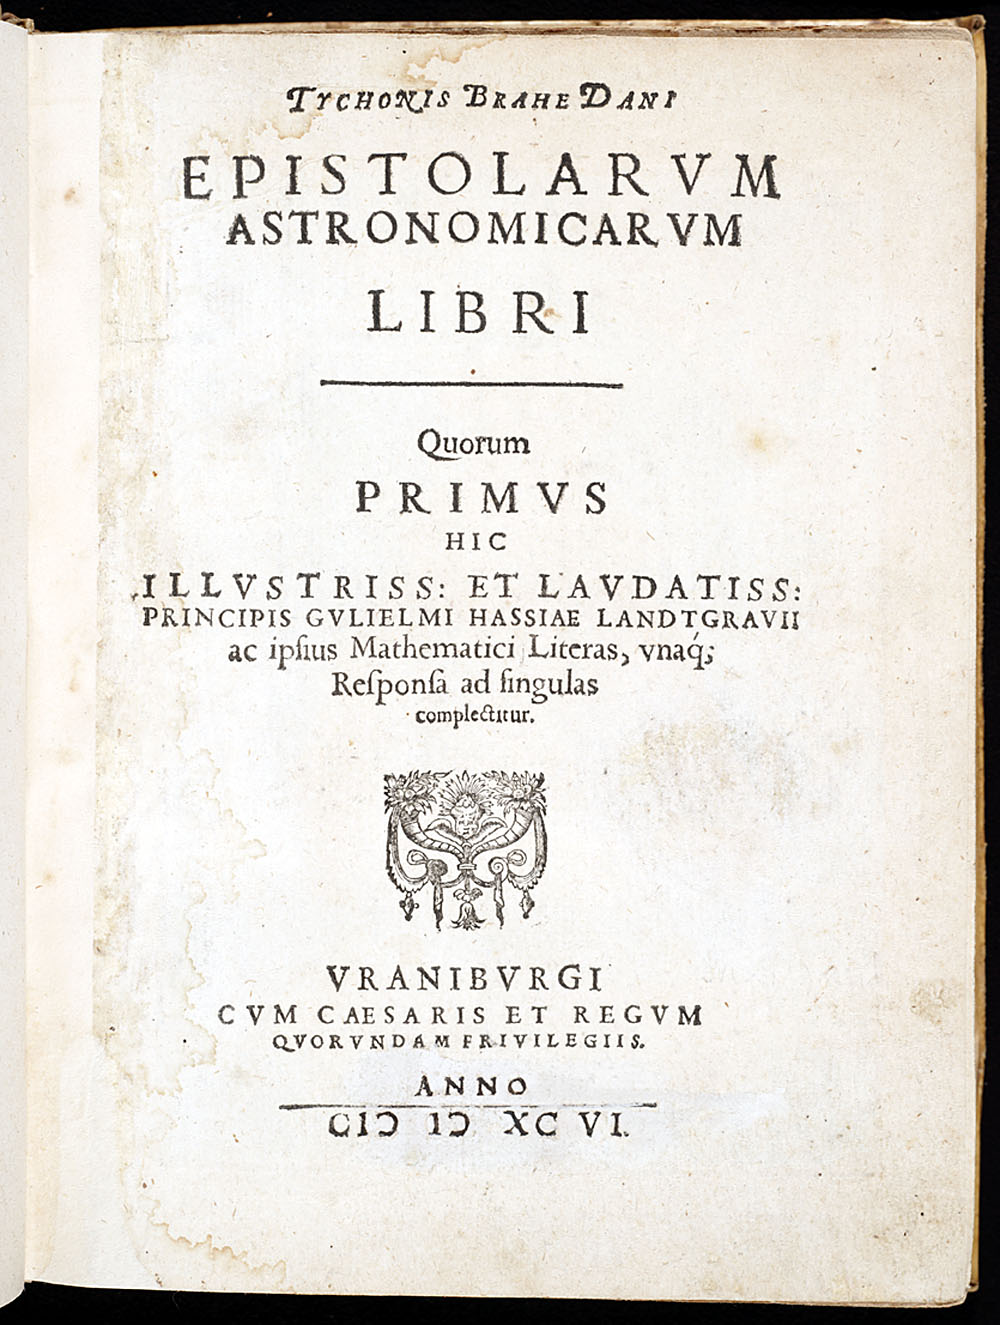 TYCHONIS BRAHE DANI
EPISTOLARVM
ASTRONOMICARVM
LIBRI
Quorum
PRIMVS
HIC
ILLVSTRISS: ET LAVDATISS:
PRINCIPIS GVLIELMI HASSIAE LANDTGRAVII
ac ipſius Mathematici Literas, vnaq́;
Reſponſa ad ſingulas
complectitur.
VRANIBVRGI
CVM CAESARIS ET REGVM
QVORVNDAM PRIVILEGIIS.
ANNO
CIↃ IↃ XC VI.